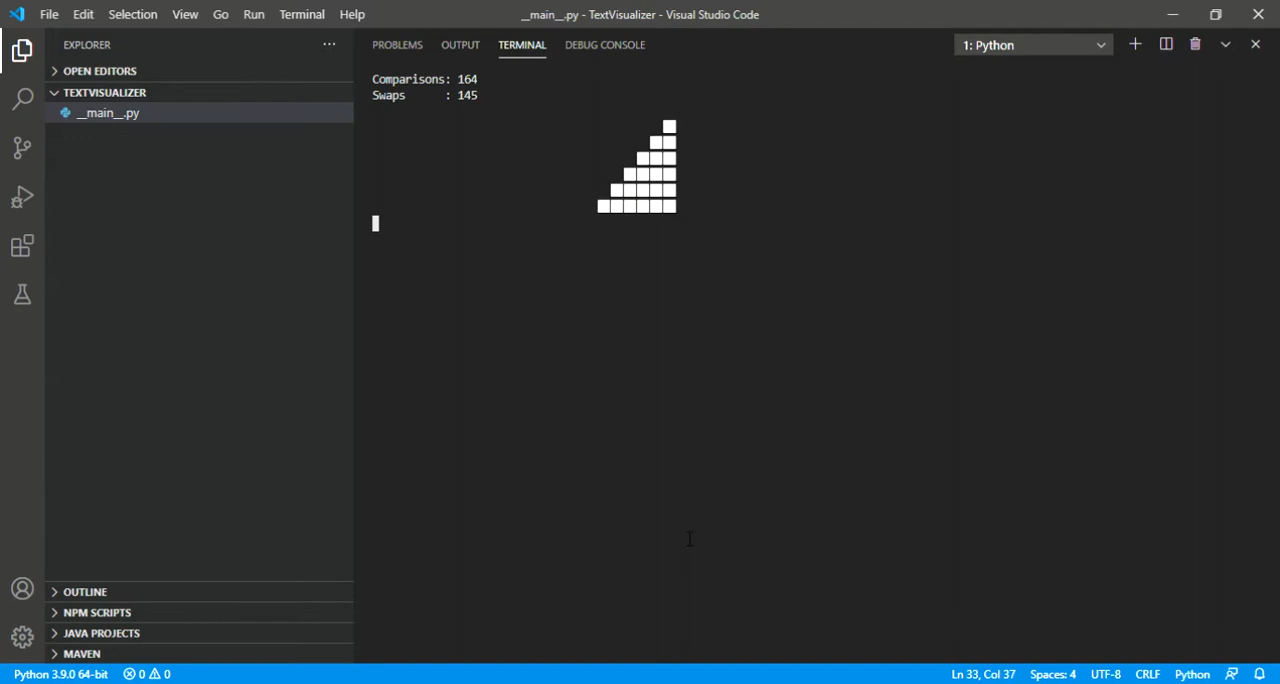 File Edit Selection View Go Run Terminal Help __main__.py - TextVisualizer - Visual Studio Code
EXPLORER ···
PROBLEMS OUTPUT TERMINAL DEBUG CONSOLE 1: Python
OPEN EDITORS
TEXTVISUALIZER
__main__.py
Comparisons: 164
Swaps : 145
OUTLINE
NPM SCRIPTS
JAVA PROJECTS
MAVEN
Python 3.9.0 64-bit 0 0 Ln 33, Col 37 Spaces: 4 UTF-8 CRLF Python